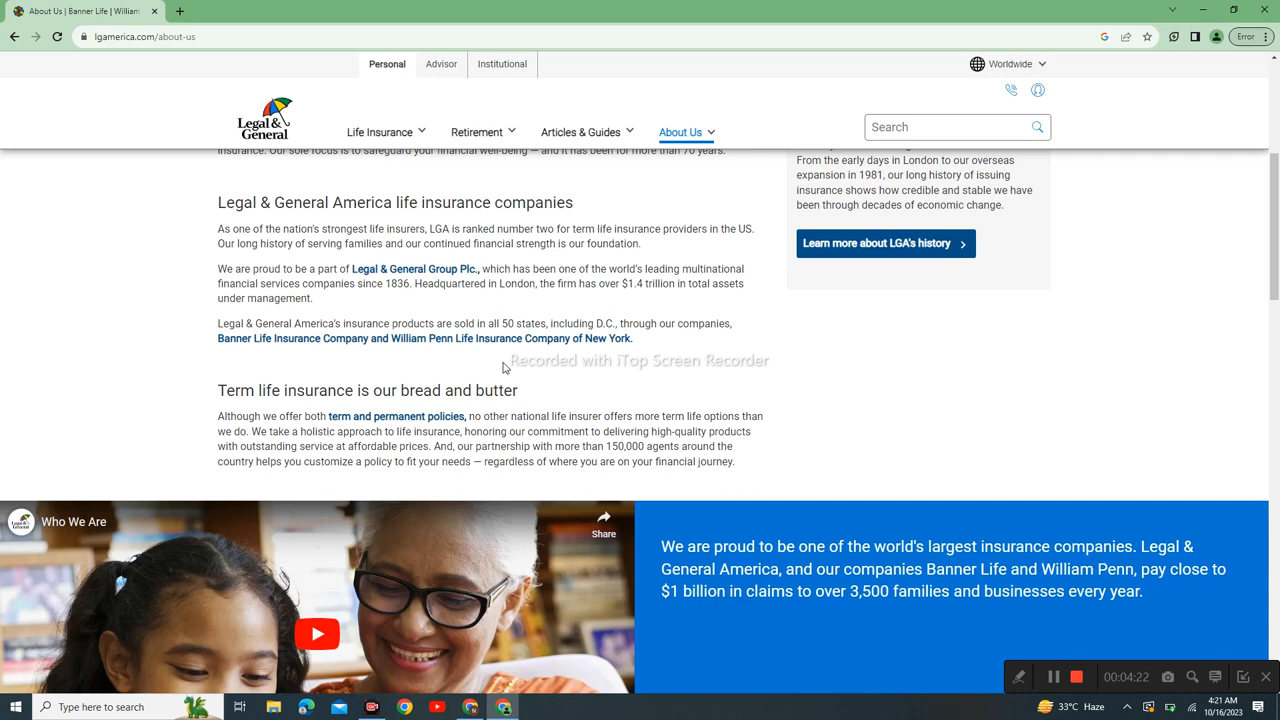 About Us | Banner Life | William
lgamerica.com/about-us
Error
Personal
Advisor
Institutional
Worldwide
Legal &
General
Life Insurance
Retirement
Articles & Guides
About Us
Search
insurance. Our sole focus is to safeguard your financial well-being — and it has been for more than 70 years.
Legal & General America life insurance companies
As one of the nation's strongest life insurers, LGA is ranked number two for term life insurance providers in the US.
Our long history of serving families and our continued financial strength is our foundation.
We are proud to be a part of Legal & General Group Plc., which has been one of the world's leading multinational
financial services companies since 1836. Headquartered in London, the firm has over $1.4 trillion in total assets
under management.
Legal & General America's insurance products are sold in all 50 states, including D.C., through our companies,
Banner Life Insurance Company and William Penn Life Insurance Company of New York.
From the early days in London to our overseas
expansion in 1981, our long history of issuing
insurance shows how credible and stable we have
been through decades of economic change.
Learn more about LGA's history
Recorded with iTop Screen Recorder
Term life insurance is our bread and butter
Although we offer both term and permanent policies, no other national life insurer offers more term life options than
we do. We take a holistic approach to life insurance, honoring our commitment to delivering high-quality products
with outstanding service at affordable prices. And, our partnership with more than 150,000 agents around the
country helps you customize a policy to fit your needs — regardless of where you are on your financial journey.
Who We Are
Share
We are proud to be one of the world's largest insurance companies. Legal &
General America, and our companies Banner Life and William Penn, pay close to
$1 billion in claims to over 3,500 families and businesses every year.
00:04:22
Type here to search
33°C Haze
4:21 AM
10/16/2023